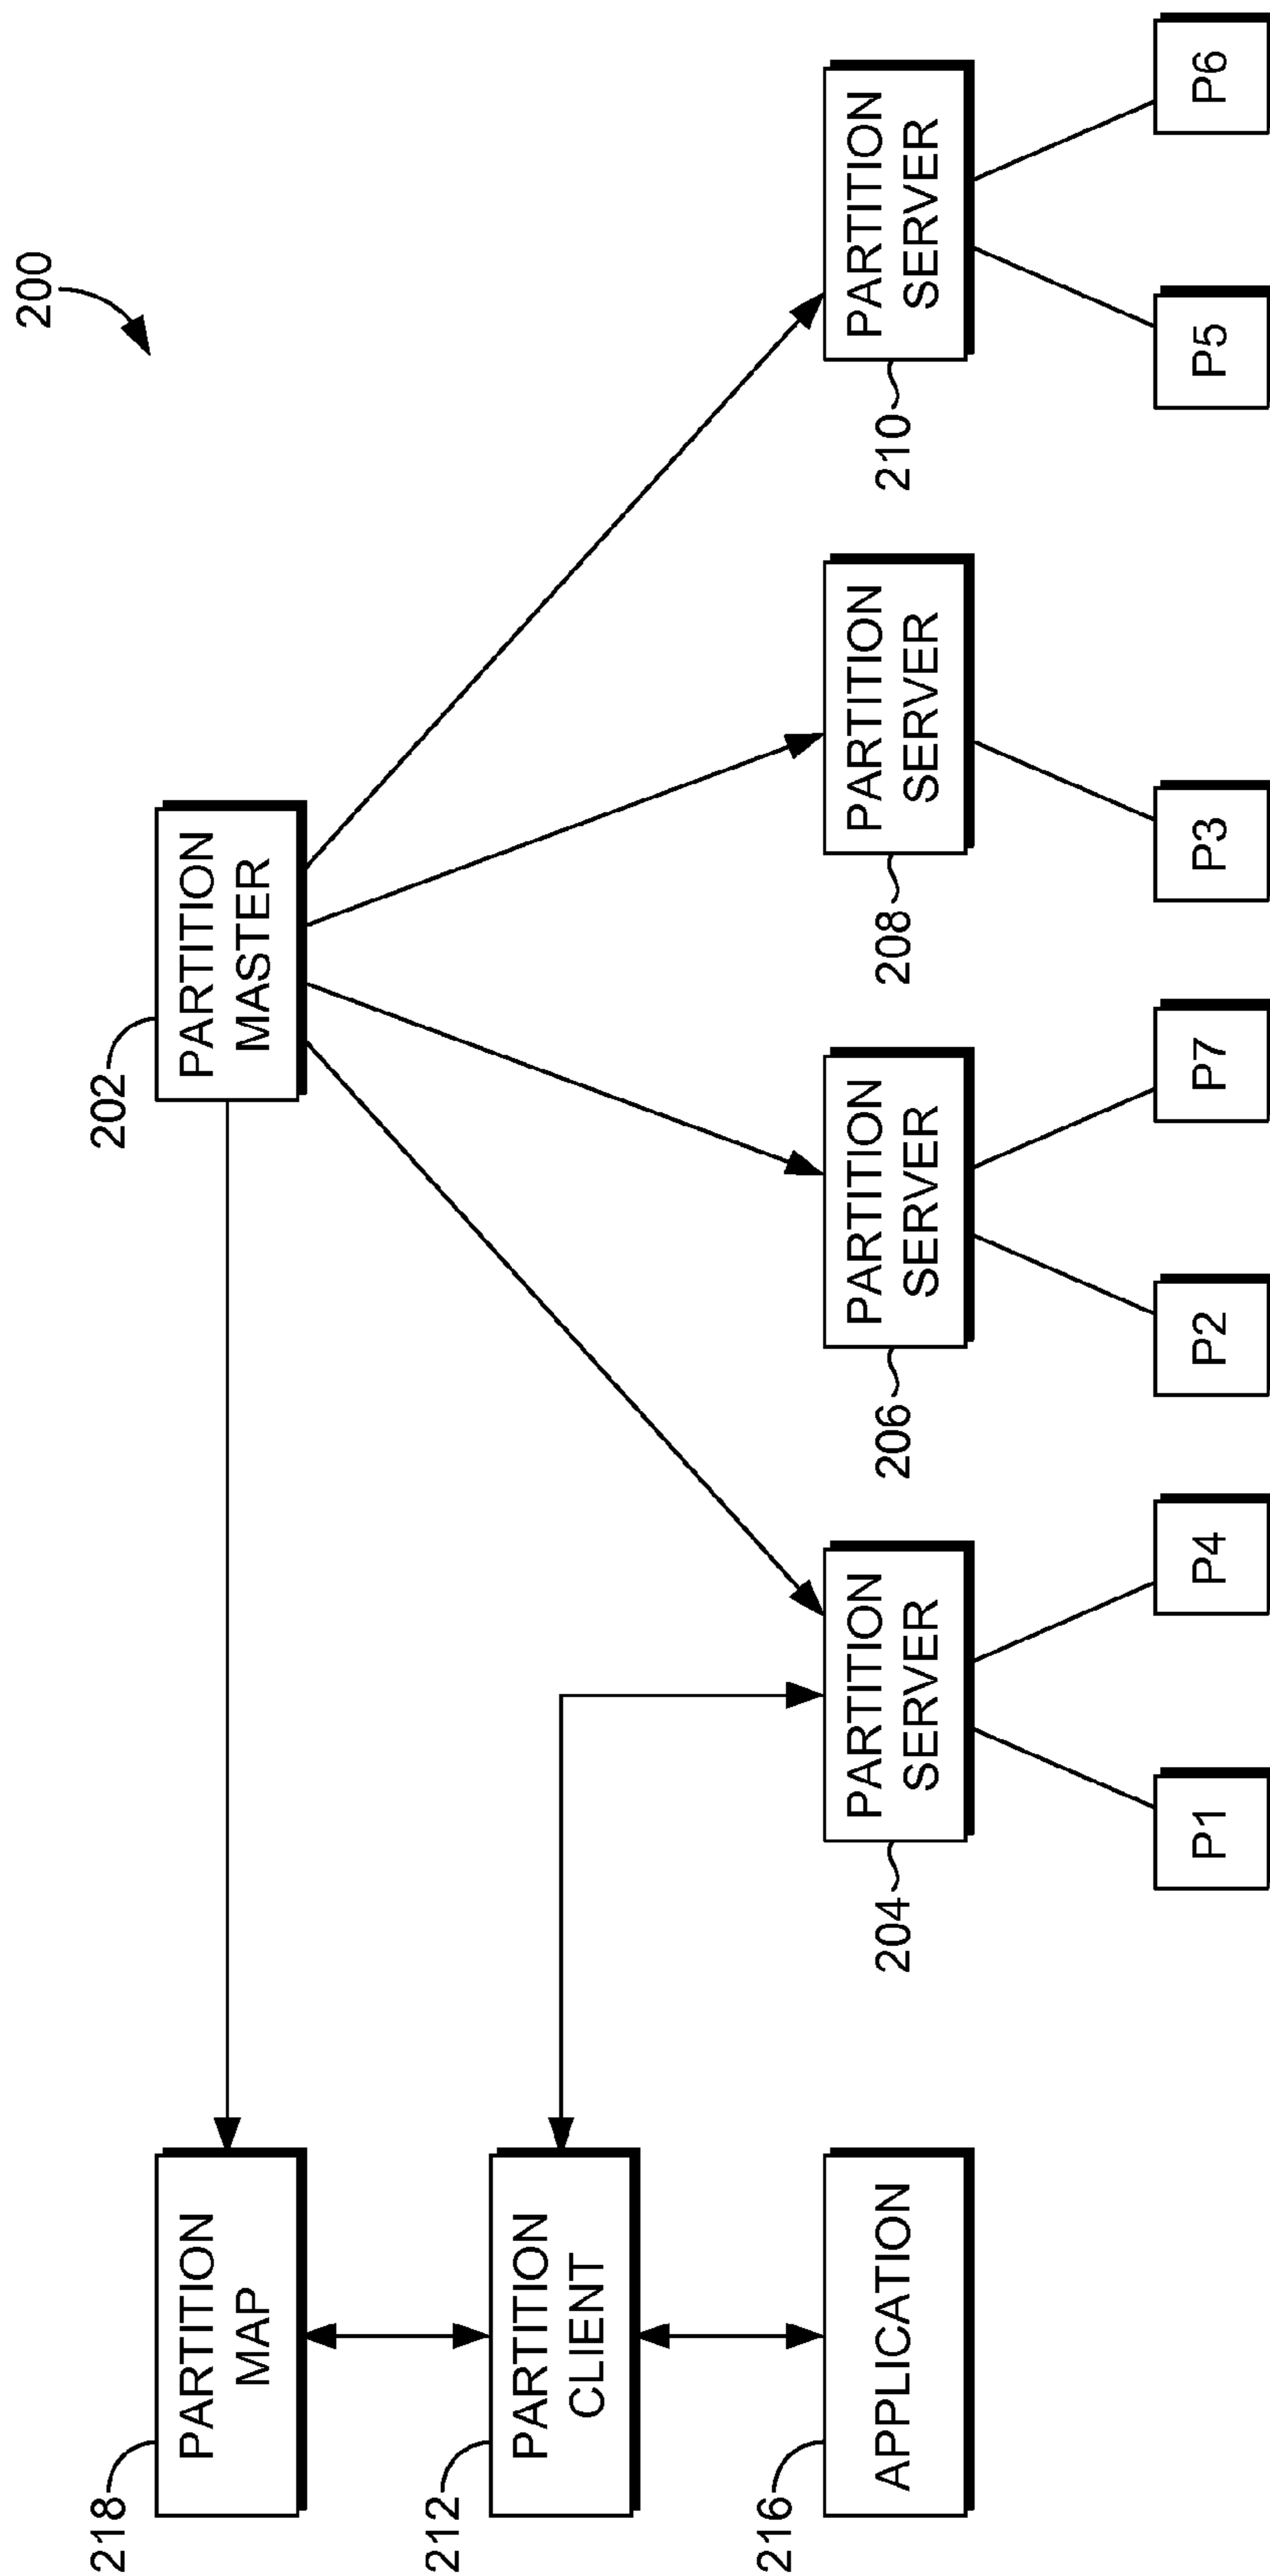 200
202
PARTITION
MASTER
218
PARTITION
MAP
212
PARTITION
CLIENT
216
APPLICATION
204
PARTITION
SERVER
206
PARTITION
SERVER
208
PARTITION
SERVER
210
PARTITION
SERVER
P1
P4
P2
P7
P3
P5
P6